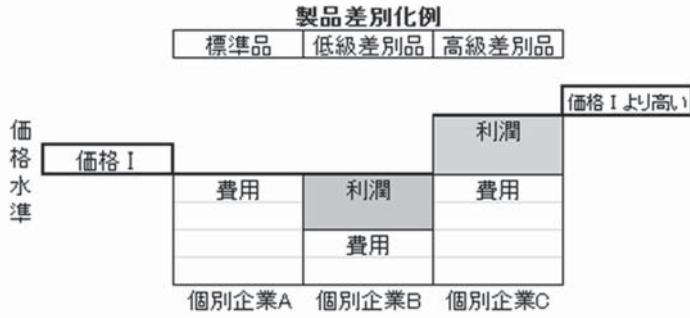 製品差別化例
標準品 低級差別品 高級差別品
価格Ⅰより高い
利潤
価格水準
価格Ⅰ
費用 利潤 費用
費用
個別企業A 個別企業B 個別企業C